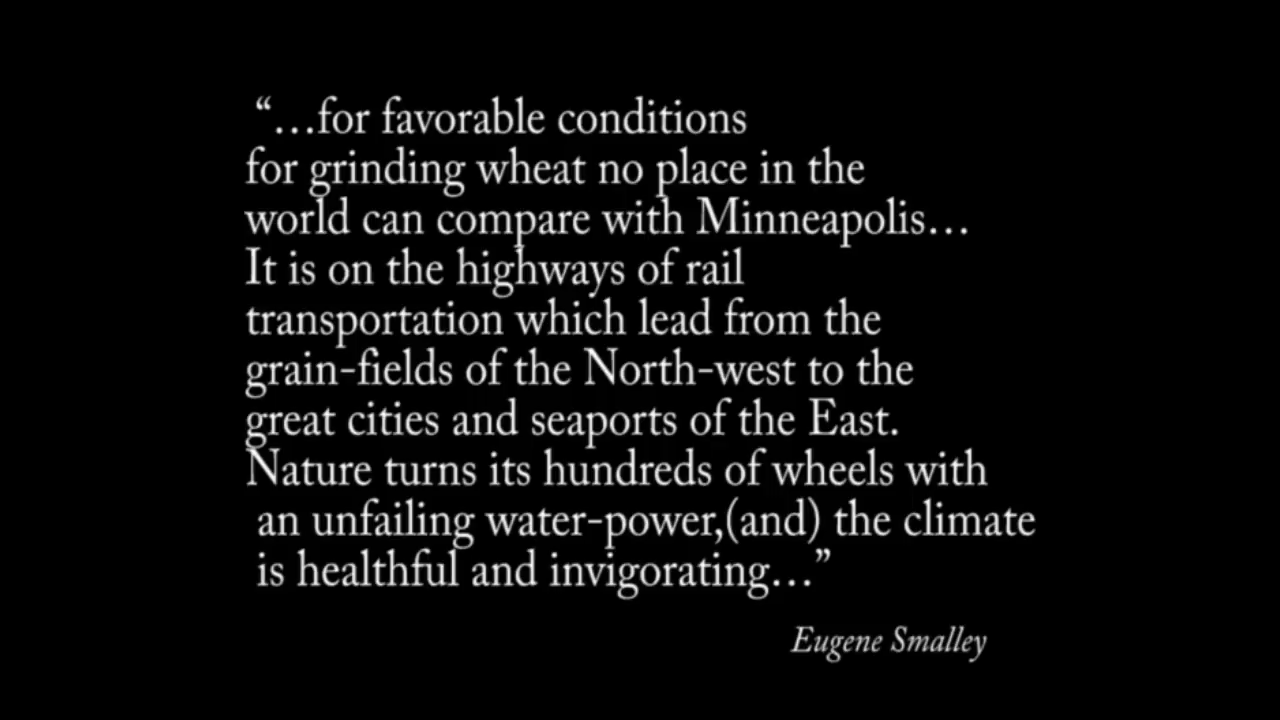 “…for favorable conditions
for grinding wheat no place in the
world can compare with Minneapolis…
It is on the highways of rail
transportation which lead from the
grain-fields of the North-west to the
great cities and seaports of the East.
Nature turns its hundreds of wheels with
an unfailing water-power,(and) the climate
is healthful and invigorating…”
Eugene Smalley